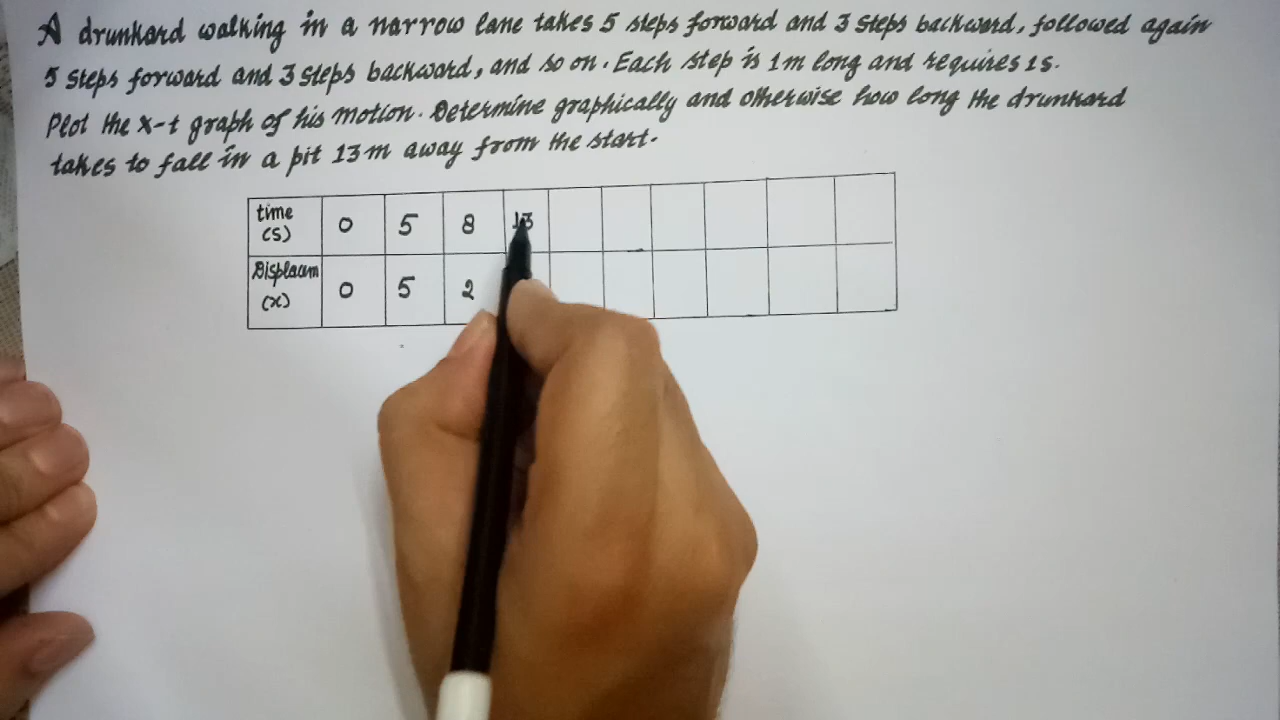 A drunkard walking in a narrow lane takes 5 steps forward and 3 steps backward, followed again
5 steps forward and 3 steps backward, and so on. Each step is 1m long and requires 1s.
Plot the x-t graph of his motion. Determine graphically and otherwise how long the drunkard
takes to fall in a pit 13m away from the start.
time (s) 0 5 8 13
(x) 0 5 2